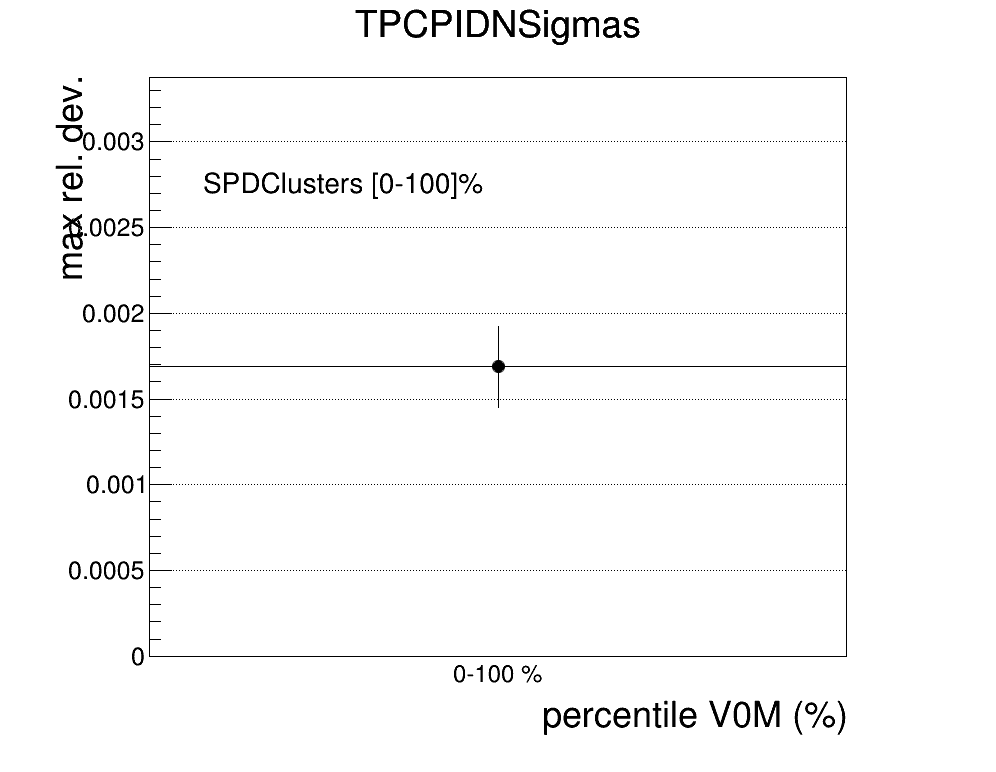 TPCPIDNSigmas
max rel. dev.
0.003
SPDClusters [0-100]%
0.0025
0.002
0.0015
0.001
0.0005
0
0-100 %
percentile V0M (%)